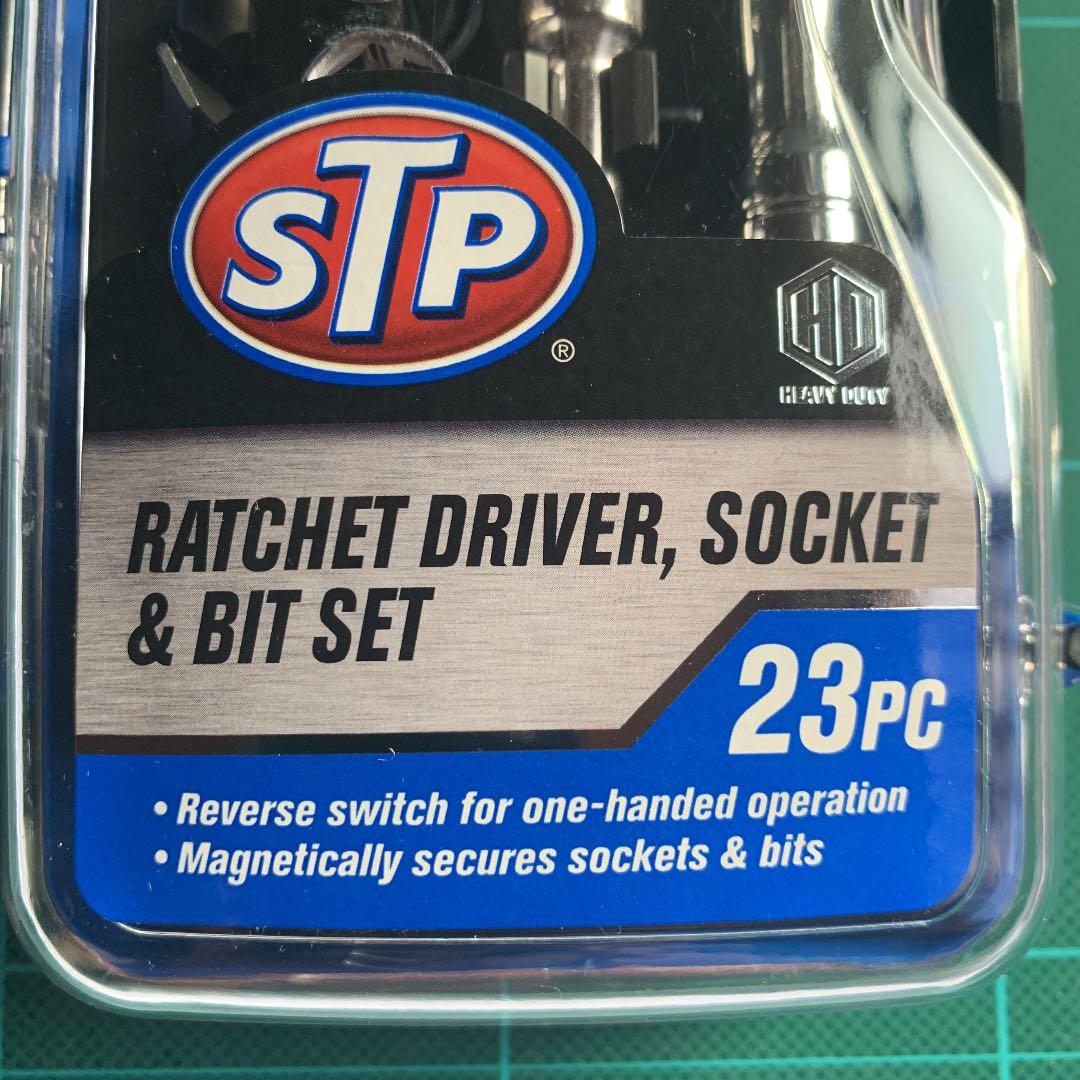 STP
®
HD
HEAVY DUTY
RATCHET DRIVER, SOCKET
& BIT SET
23PC
• Reverse switch for one-handed operation
• Magnetically secures sockets & bits